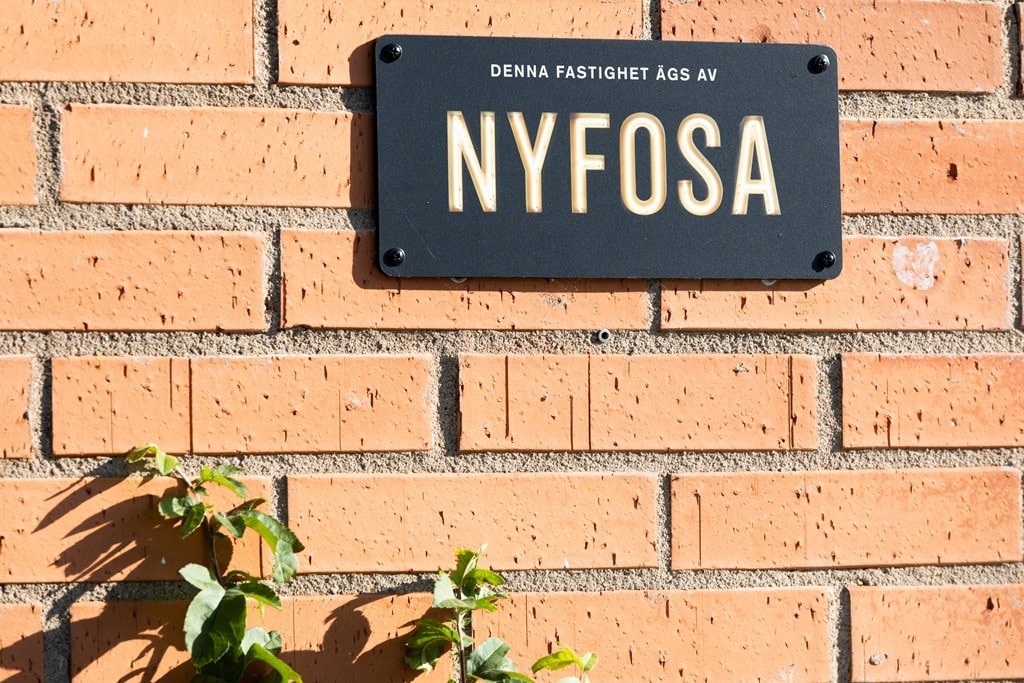 DENNA FASTIGHET ÄGS AV
NYFOSA